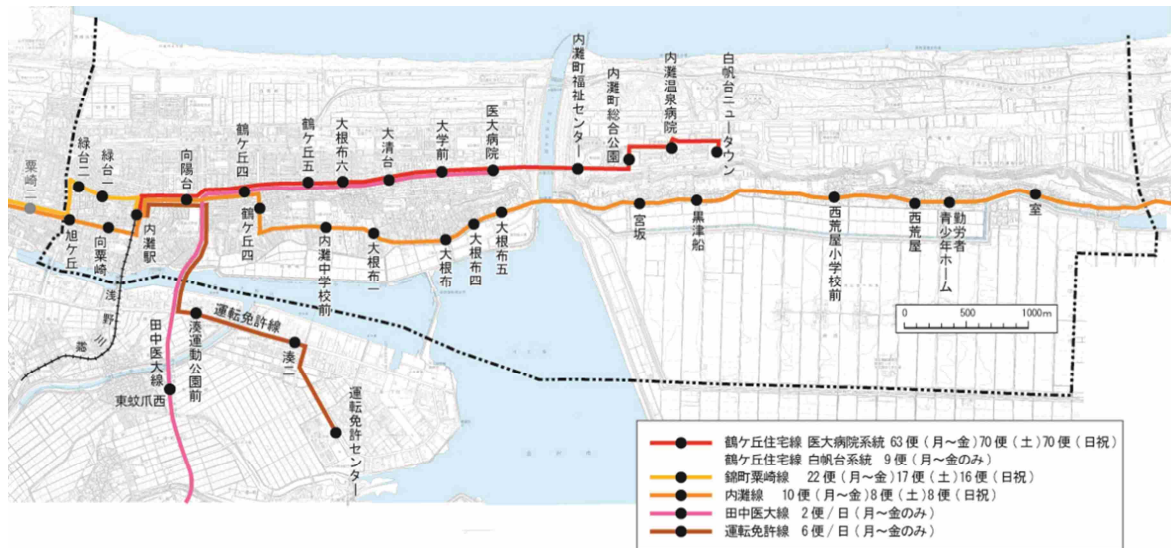 内灘町福祉センター
内灘町総合公園
内灘温泉病院
白帆台ニュータウン
粟崎二
緑台二
緑台一
向陽台
鶴ケ丘四
鶴ケ丘五
大根布六
大清台
大学前
医大病院
旭ケ丘
向粟崎
内灘駅
鶴ケ丘四
内灘中学校前
大根布一
大根布
大根布四
大根布五
宮坂
黒津船
西荒屋小学校前
西荒屋
勤労者
青少年ホーム
室
浅野川線
田中医大線
東蚊爪西
湊運動公園前
運転免許線
湊二
運転免許センター
0 500 1000m
鶴ケ丘住宅線 医大病院系統 63便（月～金）70便（土）70便（日祝）
鶴ケ丘住宅線 白帆台系統 9便（月～金のみ）
錦町粟崎線 22便（月～金）17便（土）16便（日祝）
内灘線 10便（月～金）8便（土）8便（日祝）
田中医大線 2便/日（月～金のみ）
運転免許線 6便/日（月～金のみ）